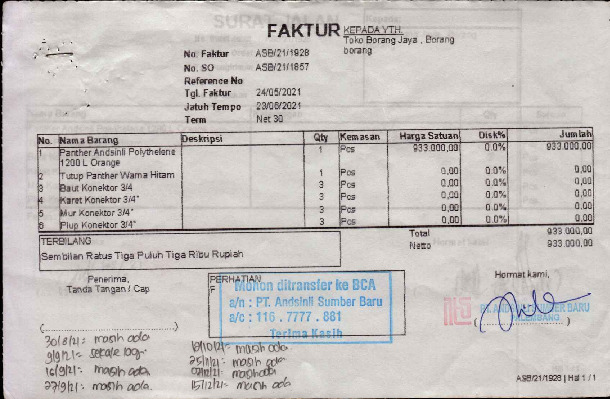 FAKTUR
KEPADA YTH.
Toko Borang Jaya , Borang
borang
No. Faktur ASB/21/1928
No. SO ASB/21/1657
Reference No
Tgl. Faktur 24/05/2021
Jatuh Tempo 23/06/2021
Term Net 30
No. Nama Barang Deskripsi Qty Kemasan Harga Satuan Disk% Jumlah
1 Panther Andsinli Polythelene 1 Pcs 933.000,00 0.0% 933.000,00
1200 L Orange
2 Tutup Panther Warna Hitam 1 Pcs 0,00 0.0% 0,00
3 Baut Konektor 3/4 3 Pcs 0,00 0.0% 0,00
4 Karet Konektor 3/4" 3 Pcs 0,00 0.0% 0,00
5 Mur Konektor 3/4" 3 Pcs 0,00 0.0% 0,00
6 Plup Konektor 3/4" 3 Pcs 0,00 0.0% 0,00
Total 933.000,00
Netto 933.000,00
TERBILANG
Sembilan Ratus Tiga Puluh Tiga Ribu Rupiah
Penerima,
Tanda Tangan / Cap
PERHATIAN
Mohon ditransfer ke BCA
a/n : PT. Andsinli Sumber Baru
a/c : 116 . 7777 . 881
Terima Kasih
Hormat kami,
PT. ANDSINLI SUMBER BARU
PALEMBANG
30/8/21: masih ada
9/9/21:
16/9/21: masih ada
27/9/21: masih ada
19/10/21: masih ada
25/11/21: masih ada
masih ada
15/12/21: masih ada
ASB/21/1928 | Hal 1 / 1